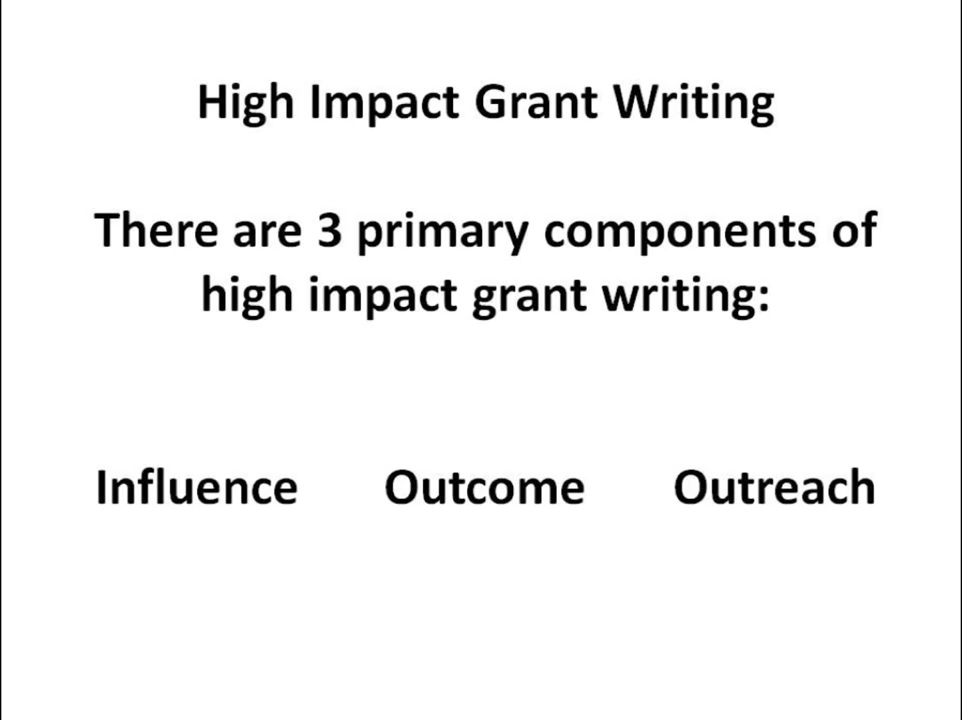 High Impact Grant Writing
There are 3 primary components of
high impact grant writing:
Influence Outcome Outreach